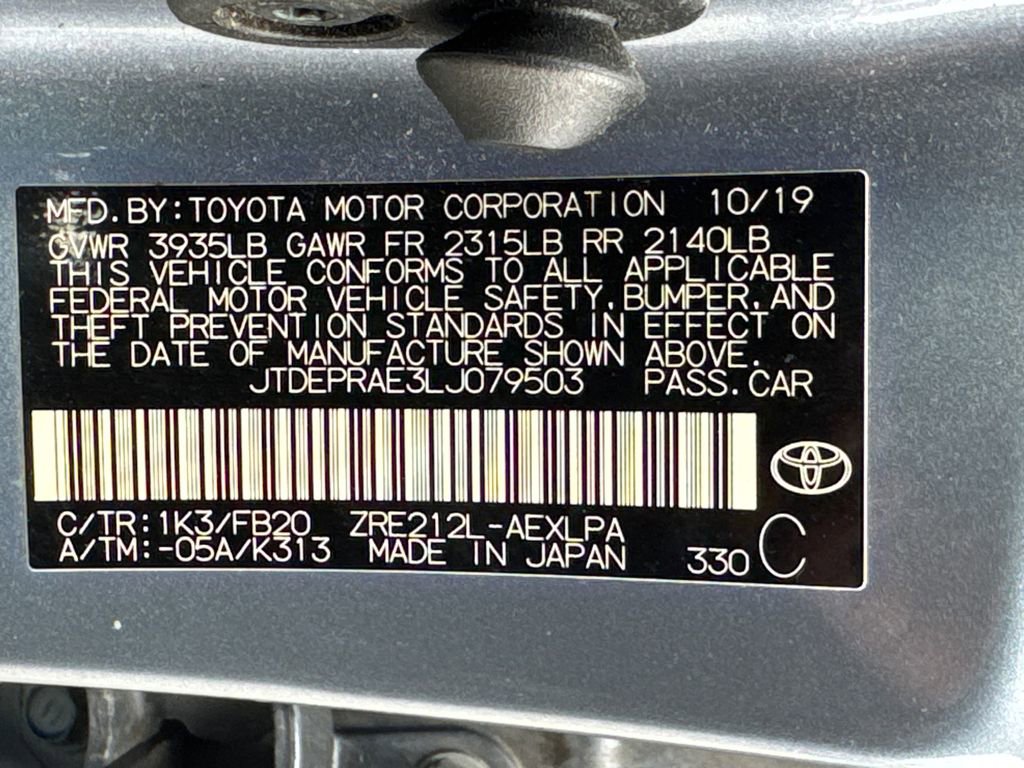 MFD. BY: TOYOTA MOTOR CORPORATION 10/19
GVWR 3935LB GAWR FR 2315LB RR 2140LB
THIS VEHICLE CONFORMS TO ALL APPLICABLE
FEDERAL MOTOR VEHICLE SAFETY, BUMPER, AND
THEFT PREVENTION STANDARDS IN EFFECT ON
THE DATE OF MANUFACTURE SHOWN ABOVE.
JTDEPRAE3LJ079503 PASS. CAR
C/TR: 1K3/FB20 ZRE212L-AEXLPA
A/TM: -05A/K313 MADE IN JAPAN 330 C